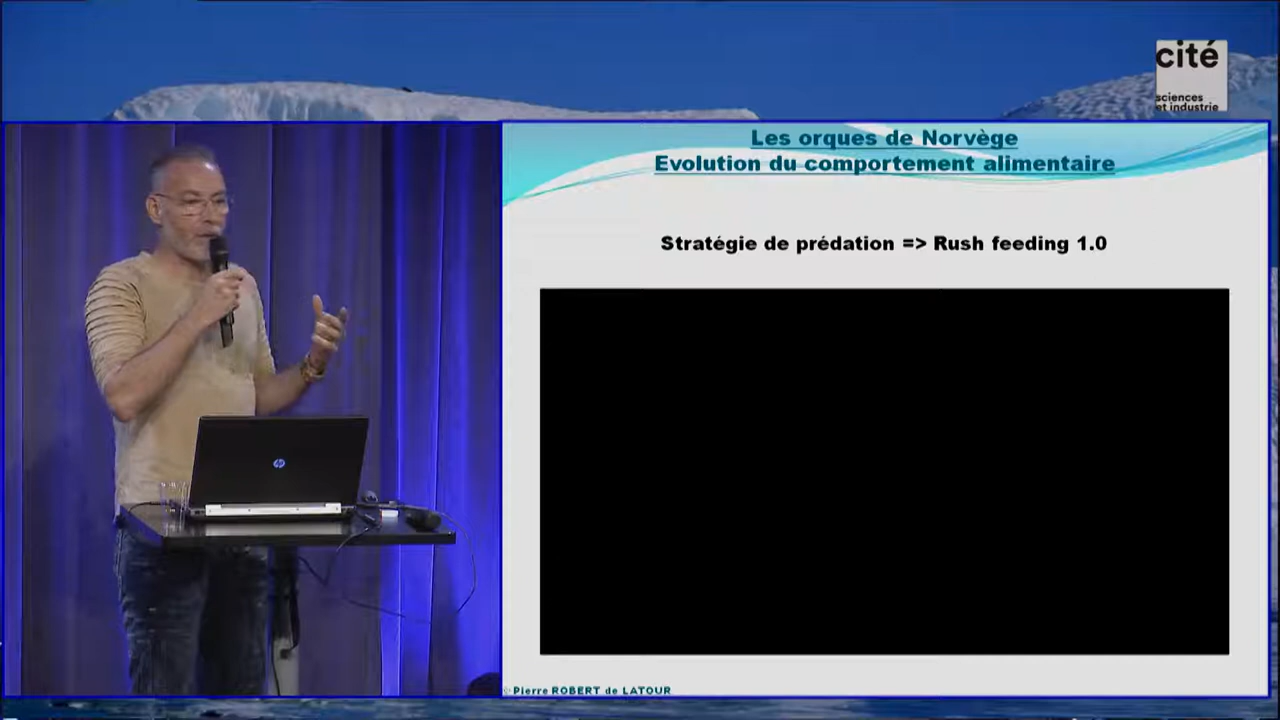 cité
sciences
et industrie
Les orques de Norvège
Evolution du comportement alimentaire
Stratégie de prédation => Rush feeding 1.0
© Pierre ROBERT de LATOUR
hp